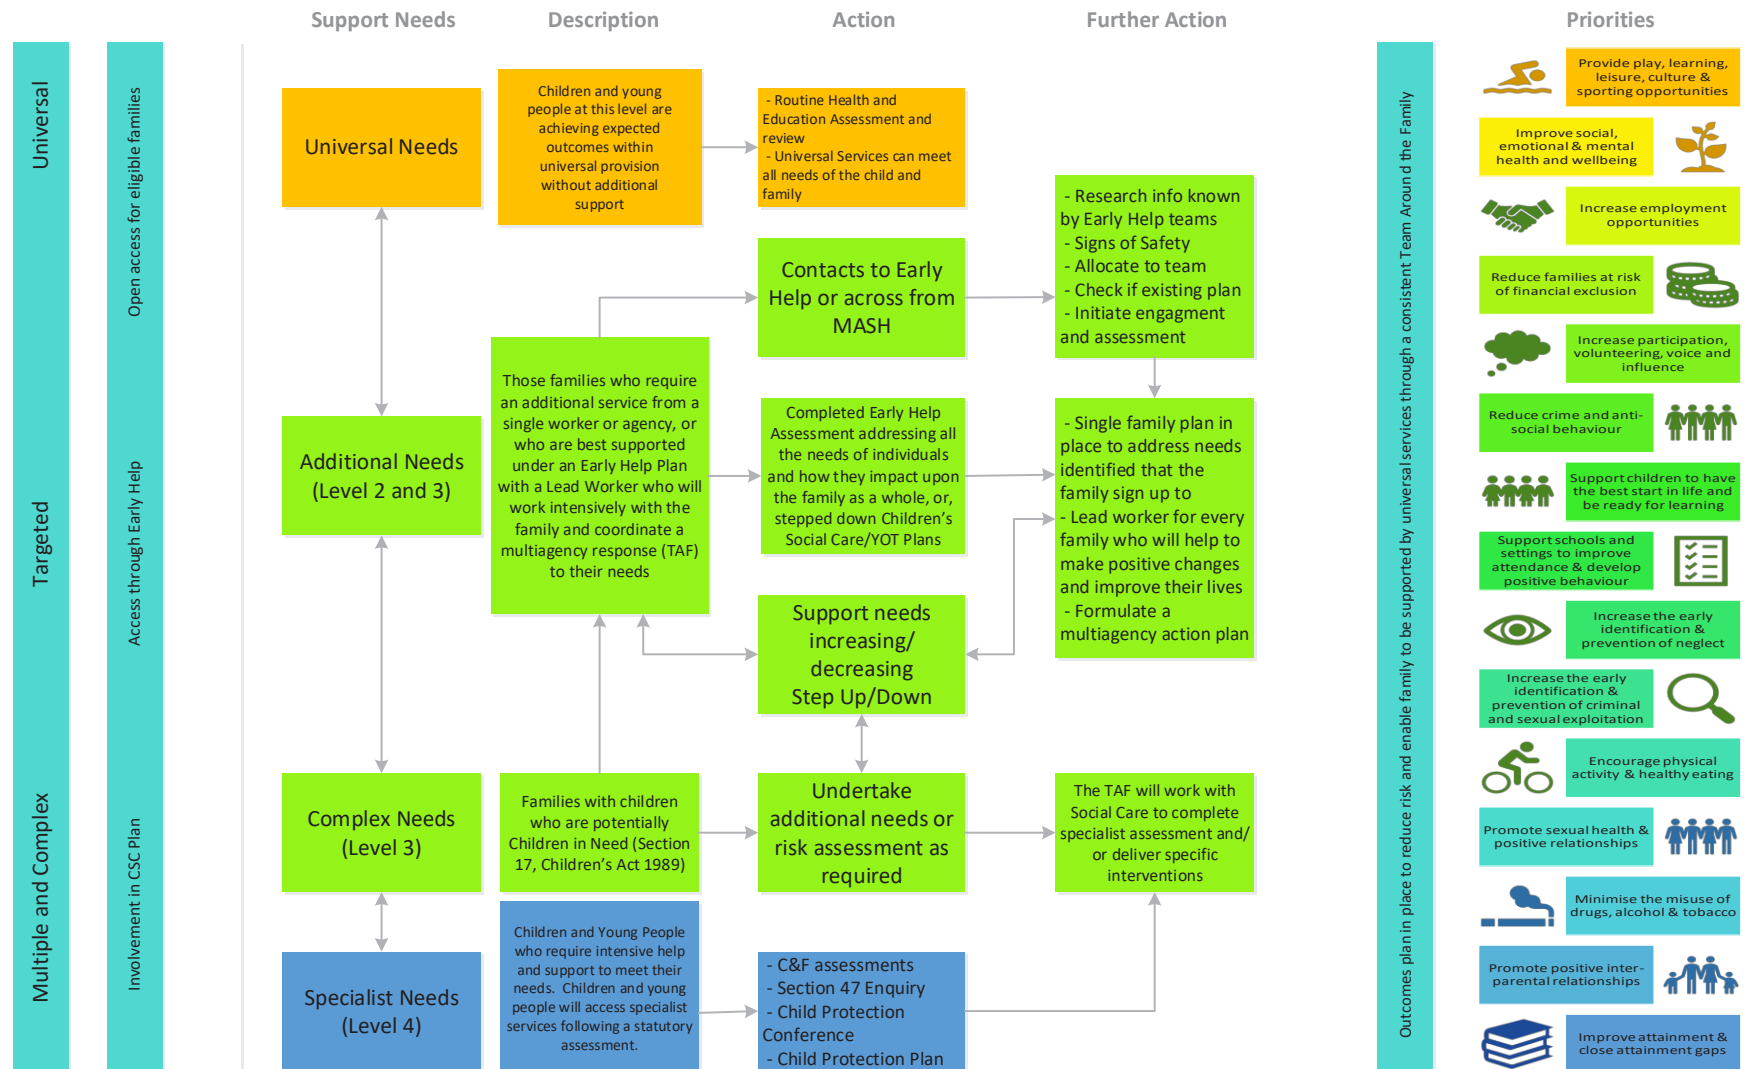 Support Needs
Description
Action
Further Action
Priorities
Universal
Targeted
Multiple and Complex
Open access for eligible families
Access through Early Help
Involvement in CSC Plan
Universal Needs
Children and young
people at this level are
achieving expected
outcomes within
universal provision
without additional
support
- Routine Health and
Education Assessment and
review
- Universal Services can meet
all needs of the child and
family
Contacts to Early
Help or across from
MASH
- Research info known
by Early Help teams
- Signs of Safety
- Allocate to team
- Check if existing plan
- Initiate engagment
and assessment
Additional Needs
(Level 2 and 3)
Those families who require
an additional service from a
single worker or agency, or
who are best supported
under an Early Help Plan
with a Lead Worker who will
work intensively with the
family and coordinate a
multiagency response (TAF)
to their needs
Completed Early Help
Assessment addressing all
the needs of individuals
and how they impact upon
the family as a whole, or,
stepped down Children’s
Social Care/YOT Plans
- Single family plan in
place to address needs
identified that the
family sign up to
- Lead worker for every
family who will help to
make positive changes
and improve their lives
- Formulate a
multiagency action plan
Support needs
increasing/
decreasing
Step Up/Down
Complex Needs
(Level 3)
Families with children
who are potentially
Children in Need (Section
17, Children’s Act 1989)
Undertake
additional needs or
risk assessment as
required
The TAF will work with
Social Care to complete
specialist assessment and/
or deliver specific
interventions
Specialist Needs
(Level 4)
Children and Young People
who require intensive help
and support to meet their
needs. Children and young
people will access specialist
services following a statutory
assessment.
- C&F assessments
- Section 47 Enquiry
- Child Protection
Conference
- Child Protection Plan
Outcomes plan in place to reduce risk and enable family to be supported by universal services through a consistent Team Around the Family
Provide play, learning,
leisure, culture &
sporting opportunities
Improve social,
emotional & mental
health and wellbeing
Increase employment
opportunities
Reduce families at risk
of financial exclusion
Increase participation,
volunteering, voice and
influence
Reduce crime and anti-
social behaviour
Support children to have
the best start in life and
be ready for learning
Support schools and
settings to improve
attendance & develop
positive behaviour
Increase the early
identification &
prevention of neglect
Increase the early
identification &
prevention of criminal
and sexual exploitation
Encourage physical
activity & healthy eating
Promote sexual health &
positive relationships
Minimise the misuse of
drugs, alcohol & tobacco
Promote positive inter-
parental relationships
Improve attainment &
close attainment gaps